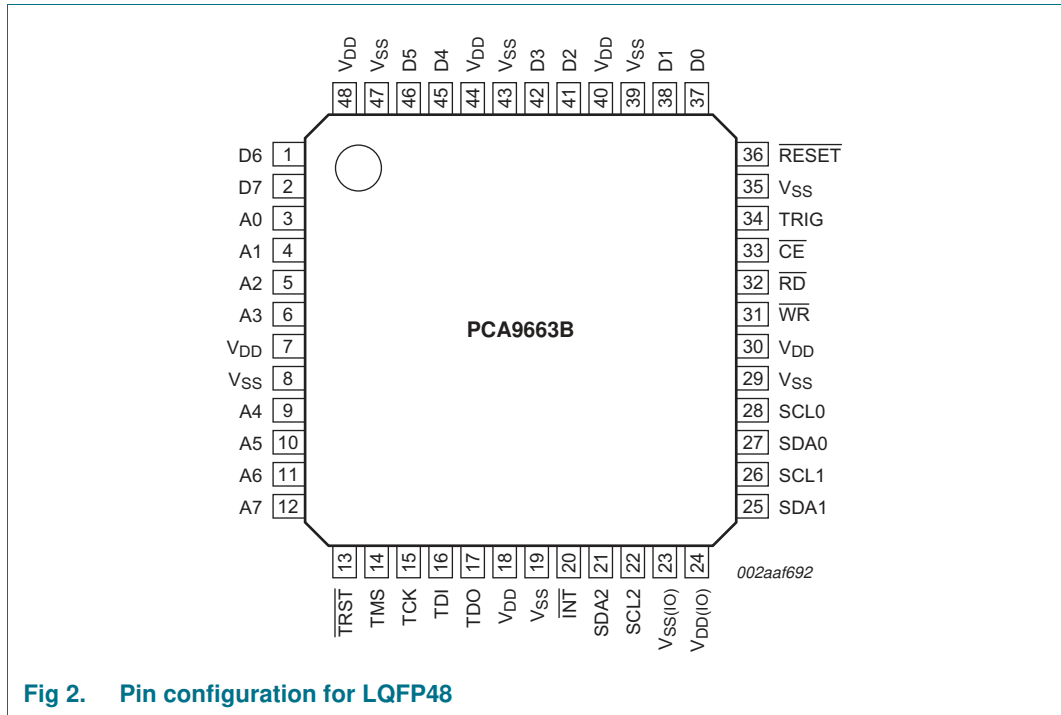 VDD VSS D5 D4 VDD VSS D3 D2 VDD VSS D1 D0
48 47 46 45 44 43 42 41 40 39 38 37
D6 1 36 RESET
D7 2 35 VSS
A0 3 34 TRIG
A1 4 33 CE
A2 5 32 RD
A3 6 31 WR
PCA9663B
VDD 7 30 VDD
VSS 8 29 VSS
A4 9 28 SCL0
A5 10 27 SDA0
A6 11 26 SCL1
A7 12 25 SDA1
13 14 15 16 17 18 19 20 21 22 23 24
TRST TMS TCK TDI TDO VDD VSS INT SDA2 SCL2 VSS(IO) VDD(IO)
002aaf692
Fig 2. Pin configuration for LQFP48